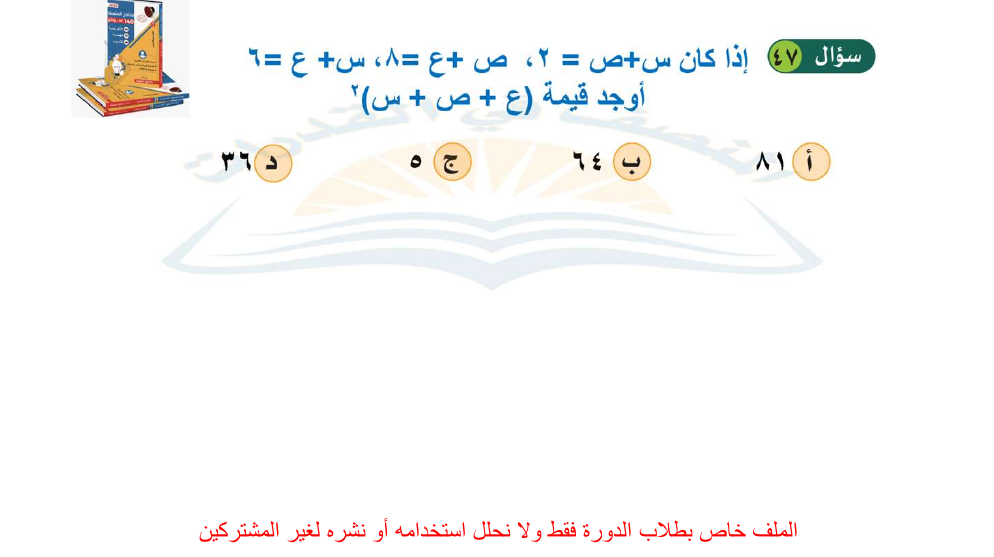 سؤال ٤٧ إذا كان س+ص = ٢، ص +ع =٨، س+ ع =٦
أوجد قيمة (ع + ص + س)٢
أ ٨١ ب ٦٤ ج ٥ د ٣٦
الملف خاص بطلاب الدورة فقط ولا نحلل استخدامه أو نشره لغير المشتركين